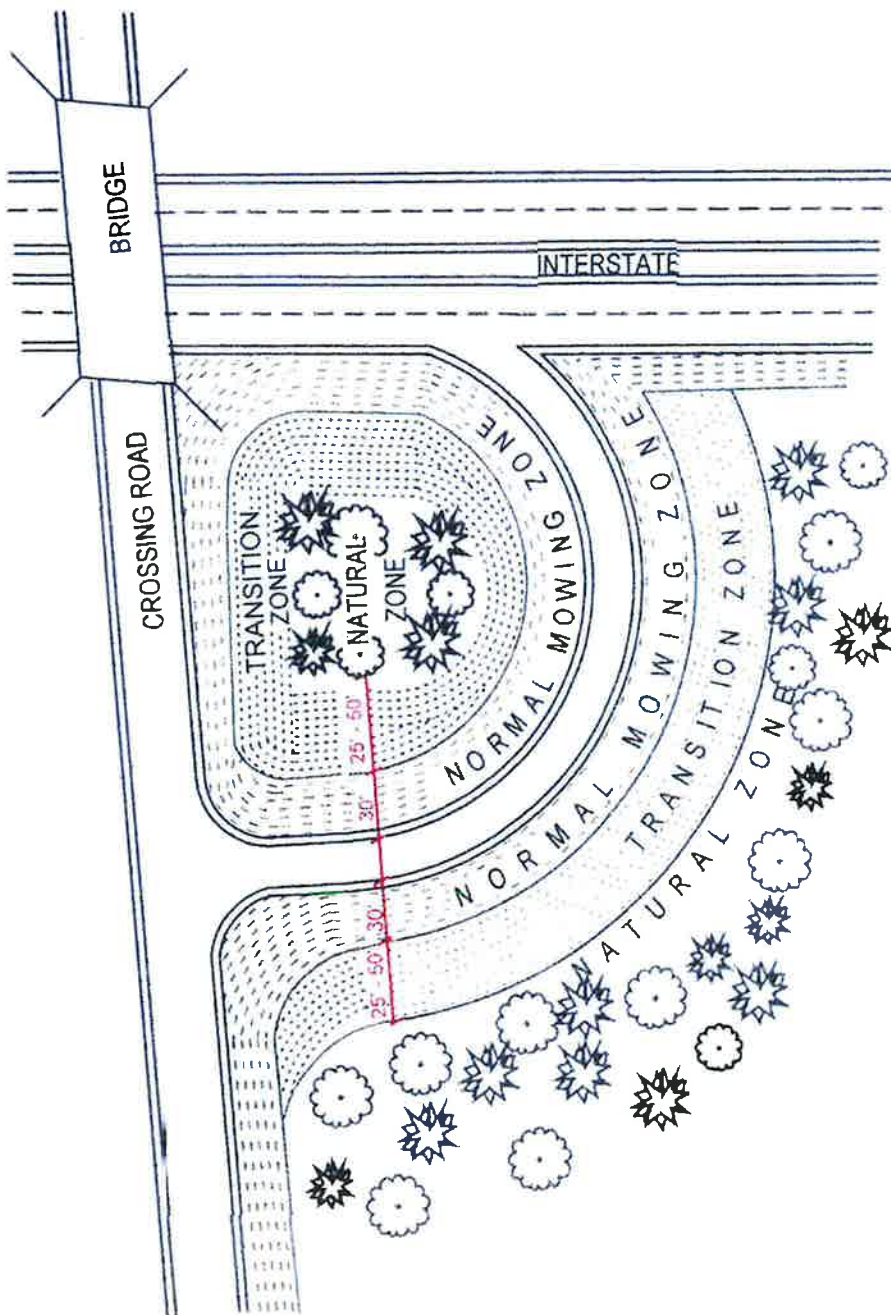 BRIDGE
INTERSTATE
CROSSING ROAD
TRANSITION
ZONE
NATURAL
ZONE
NORMAL MOWING ZONE
25' - 50'
30'
NORMAL MOWING ZONE
30'
TRANSITION ZONE
25' - 50'
NATURAL ZONE